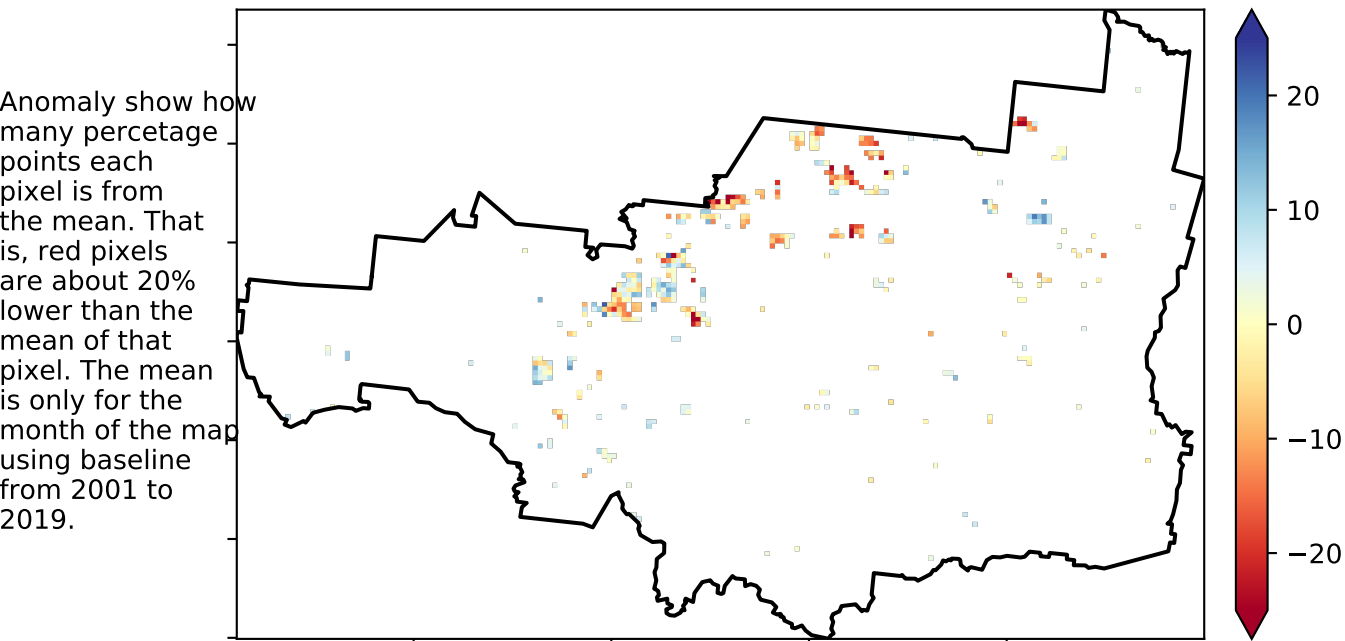 Anomaly show how
many percetage
points each
pixel is from
the mean. That
is, red pixels
are about 20%
lower than the
mean of that
pixel. The mean
is only for the
month of the map
using baseline
from 2001 to
2019.
20
10
0
−10
−20